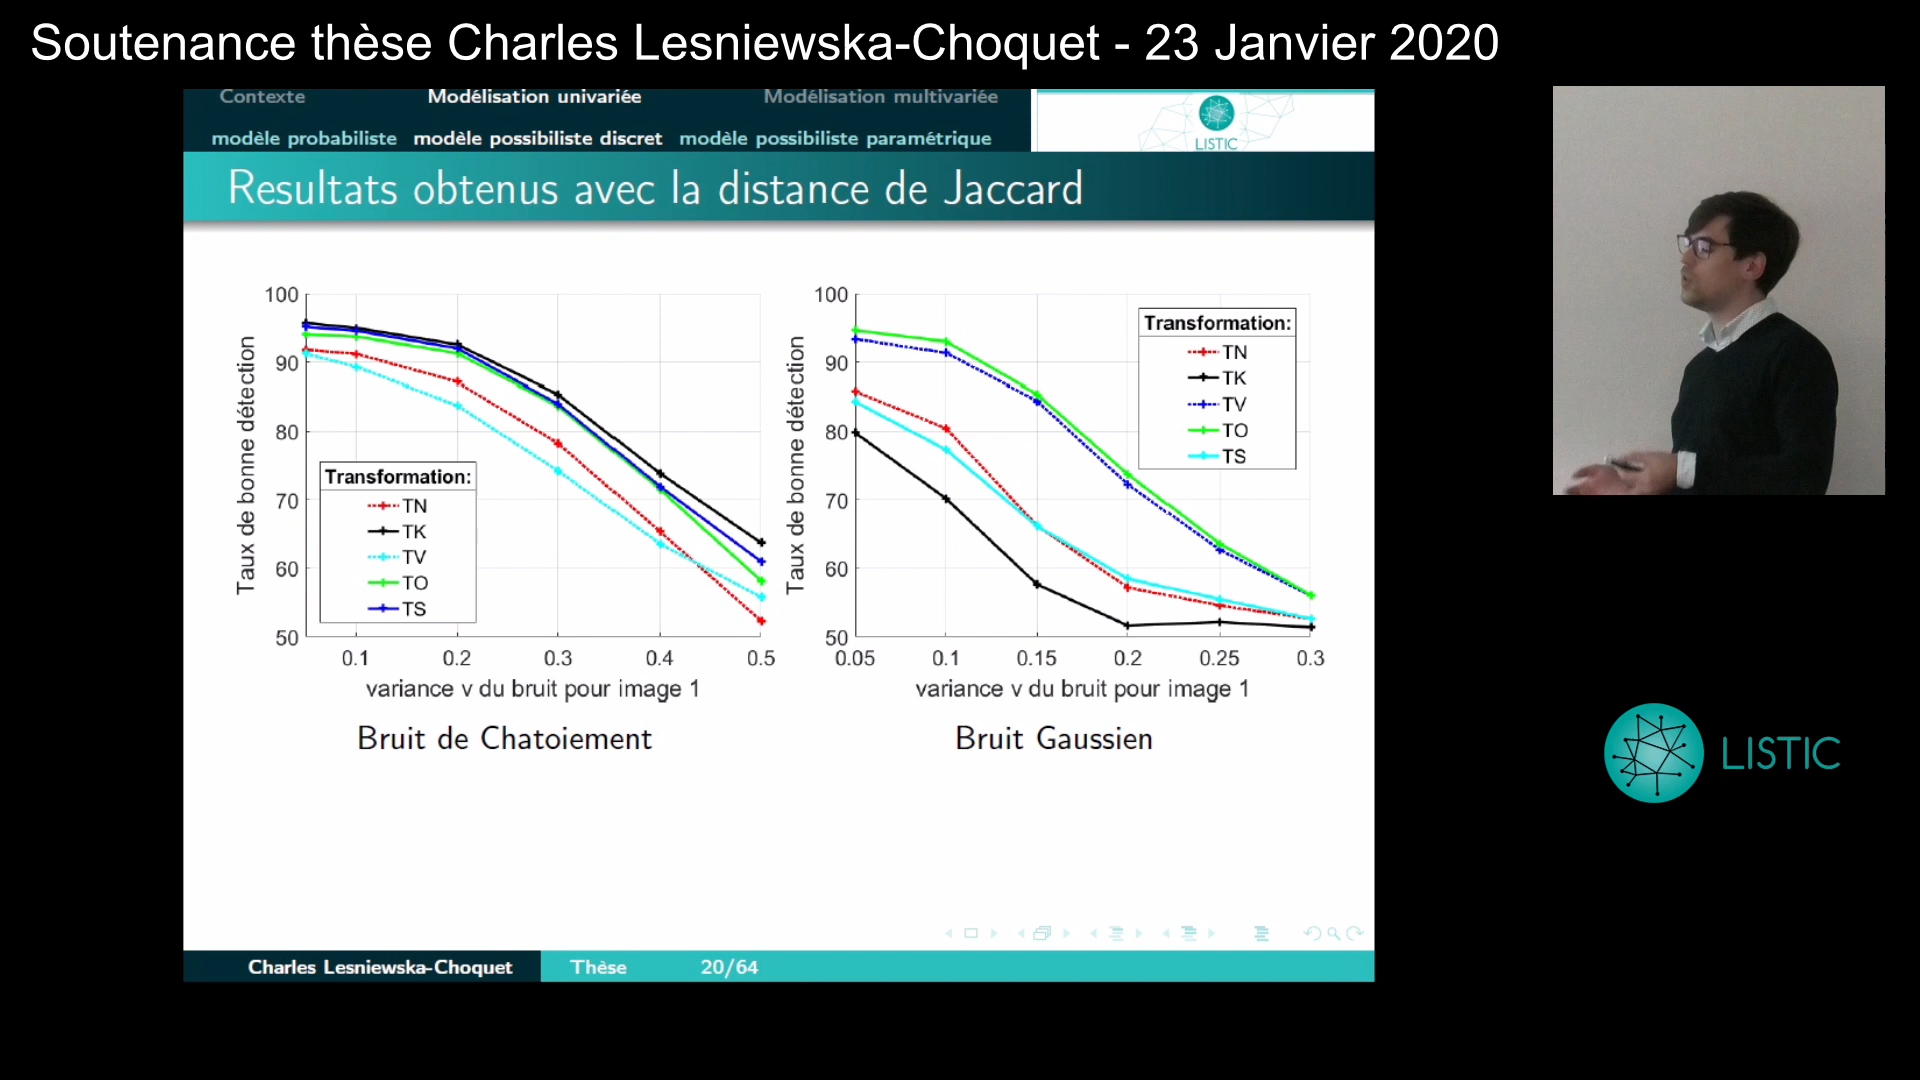 Soutenance thèse Charles Lesniewska-Choquet - 23 Janvier 2020
Contexte Modélisation univariée Modélisation multivariée
modèle probabiliste modèle possibiliste discret modèle possibiliste paramétrique
LISTIC
Resultats obtenus avec la distance de Jaccard
Taux de bonne détection
100
90
80
70
60
50
0.1 0.2 0.3 0.4 0.5
variance v du bruit pour image 1
Transformation:
TN
TK
TV
TO
TS
Bruit de Chatoiement
Taux de bonne détection
100
90
80
70
60
50
0.05 0.1 0.15 0.2 0.25 0.3
variance v du bruit pour image 1
Transformation:
TN
TK
TV
TO
TS
Bruit Gaussien
LISTIC
Charles Lesniewska-Choquet Thèse 20/64